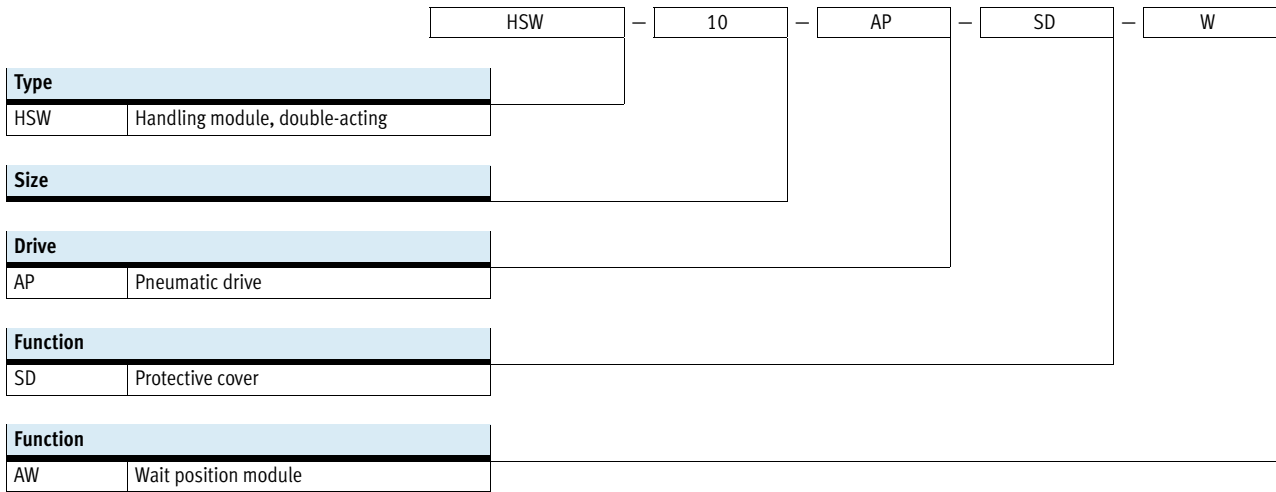 HSW – 10 – AP – SD – W
Type
HSW Handling module, double-acting
Size
Drive
AP Pneumatic drive
Function
SD Protective cover
Function
AW Wait position module